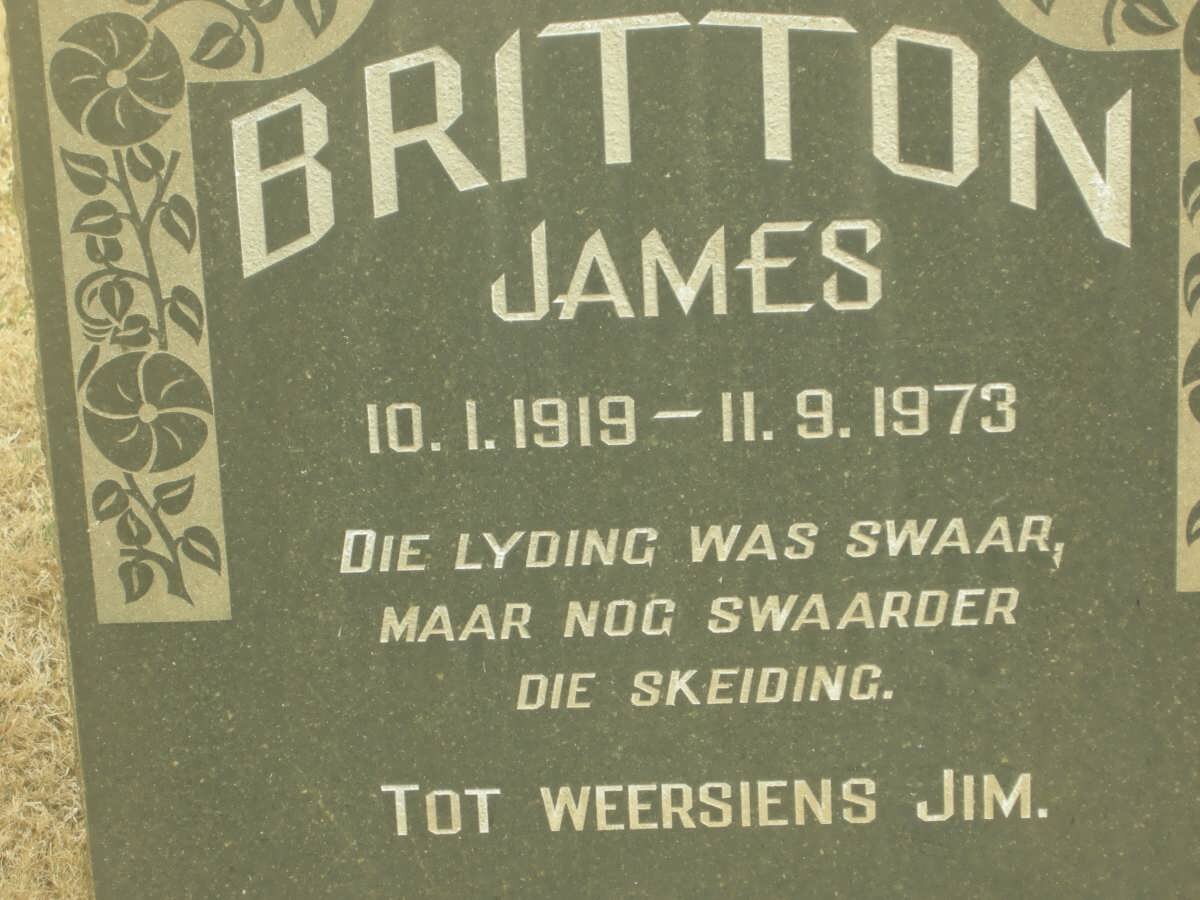 BRITTON
JAMES
10.1.1919 – 11.9.1973
DIE LYDING WAS SWAAR,
MAAR NOG SWAARDER
DIE SKEIDING.
TOT WEERSIENS JIM.